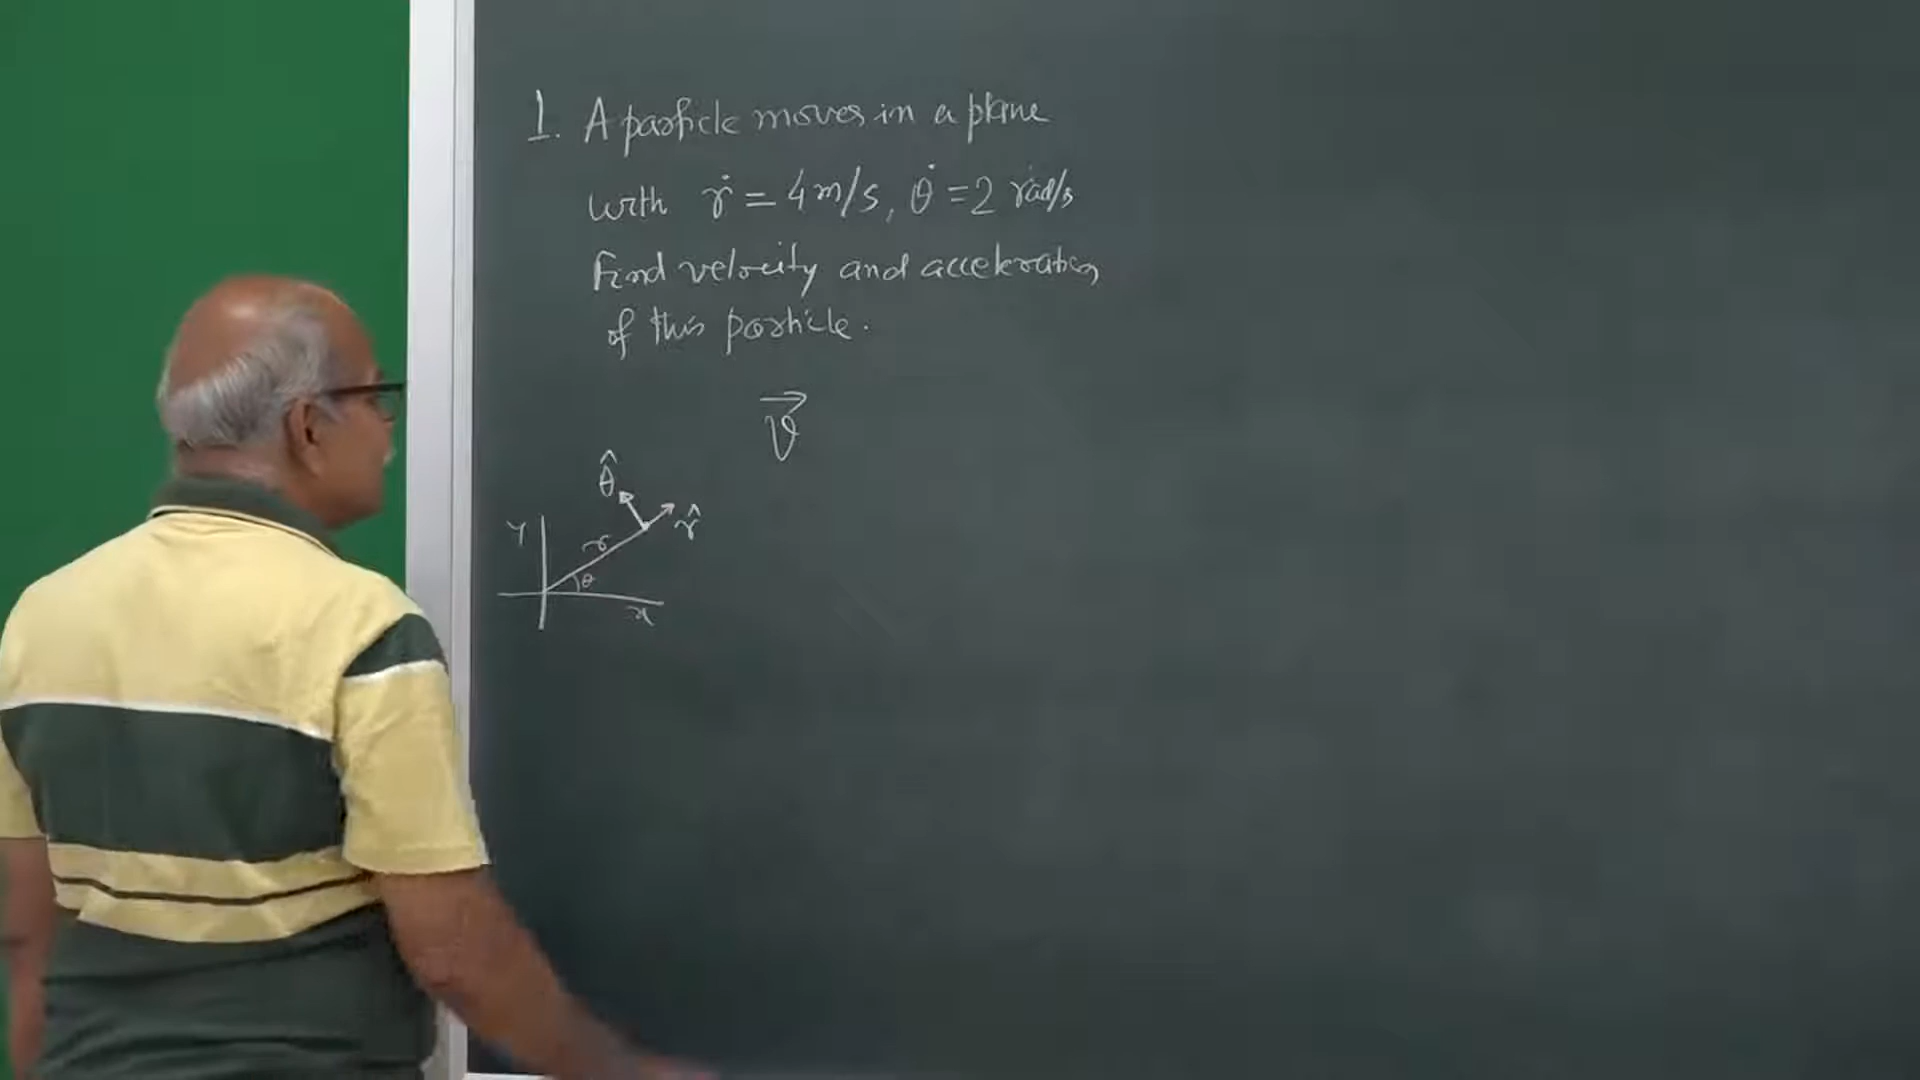 1. A particle moves in a plane
with ṙ = 4 m/s, θ̇ = 2 rad/s
Find velocity and acceleration
of this particle.
v⃗
θ̂
r̂
Y
r
θ
x